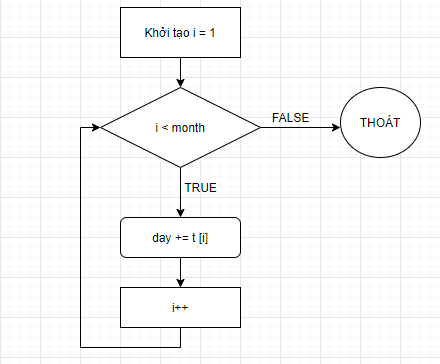 Khởi tạo i = 1
i < month
FALSE
THOÁT
TRUE
day += t [i]
i++